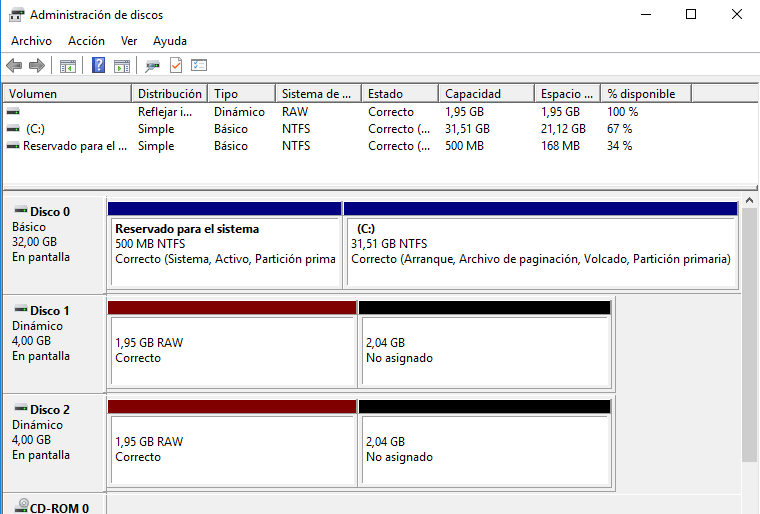 Administración de discos
Archivo Acción Ver Ayuda
Volumen Distribución Tipo Sistema de ... Estado Capacidad Espacio ... % disponible
Reflejar i... Dinámico RAW Correcto 1,95 GB 1,95 GB 100 %
(C:) Simple Básico NTFS Correcto (... 31,51 GB 21,12 GB 67 %
Reservado para el ... Simple Básico NTFS Correcto (... 500 MB 168 MB 34 %
Disco 0
Básico
32,00 GB
En pantalla
Reservado para el sistema
500 MB NTFS
Correcto (Sistema, Activo, Partición prima
(C:)
31,51 GB NTFS
Correcto (Arranque, Archivo de paginación, Volcado, Partición primaria)
Disco 1
Dinámico
4,00 GB
En pantalla
1,95 GB RAW
Correcto
2,04 GB
No asignado
Disco 2
Dinámico
4,00 GB
En pantalla
1,95 GB RAW
Correcto
2,04 GB
No asignado
CD-ROM 0